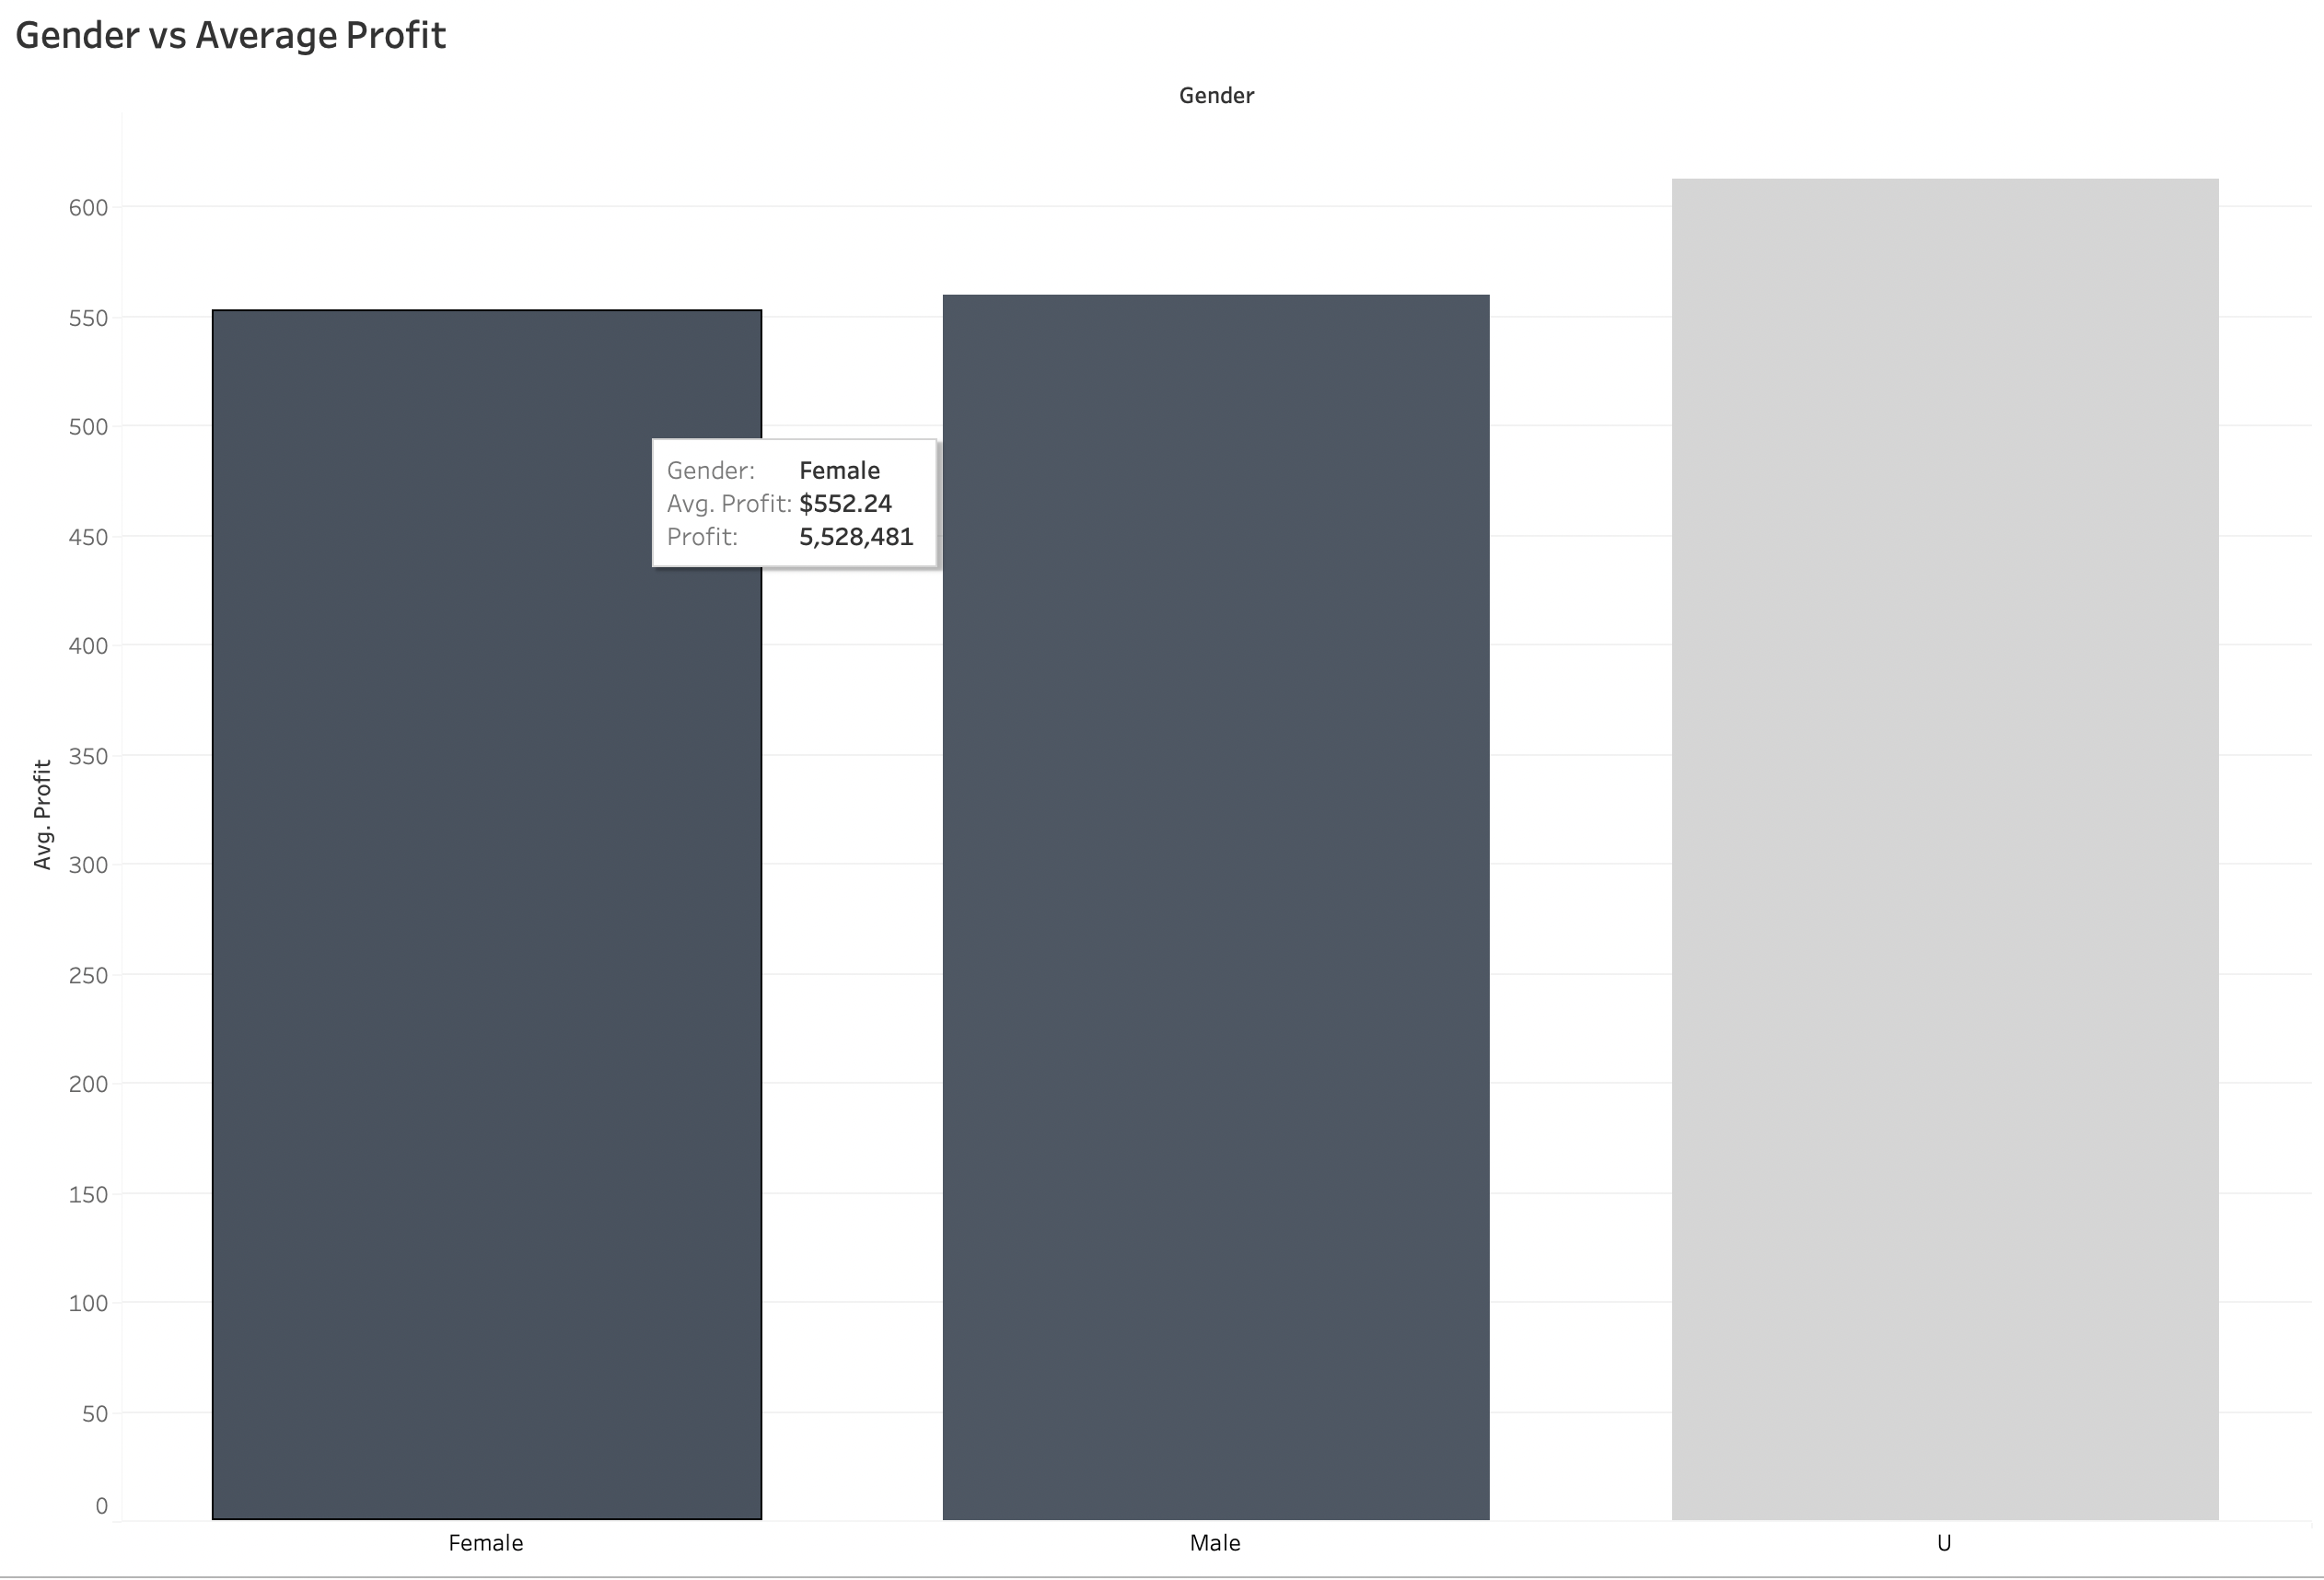 Gender vs Average Profit
Gender
600
550
500
450
400
350
300
250
200
150
100
50
0
Avg. Profit
Gender: Female
Avg. Profit: $552.24
Profit: 5,528,481
Female
Male
U